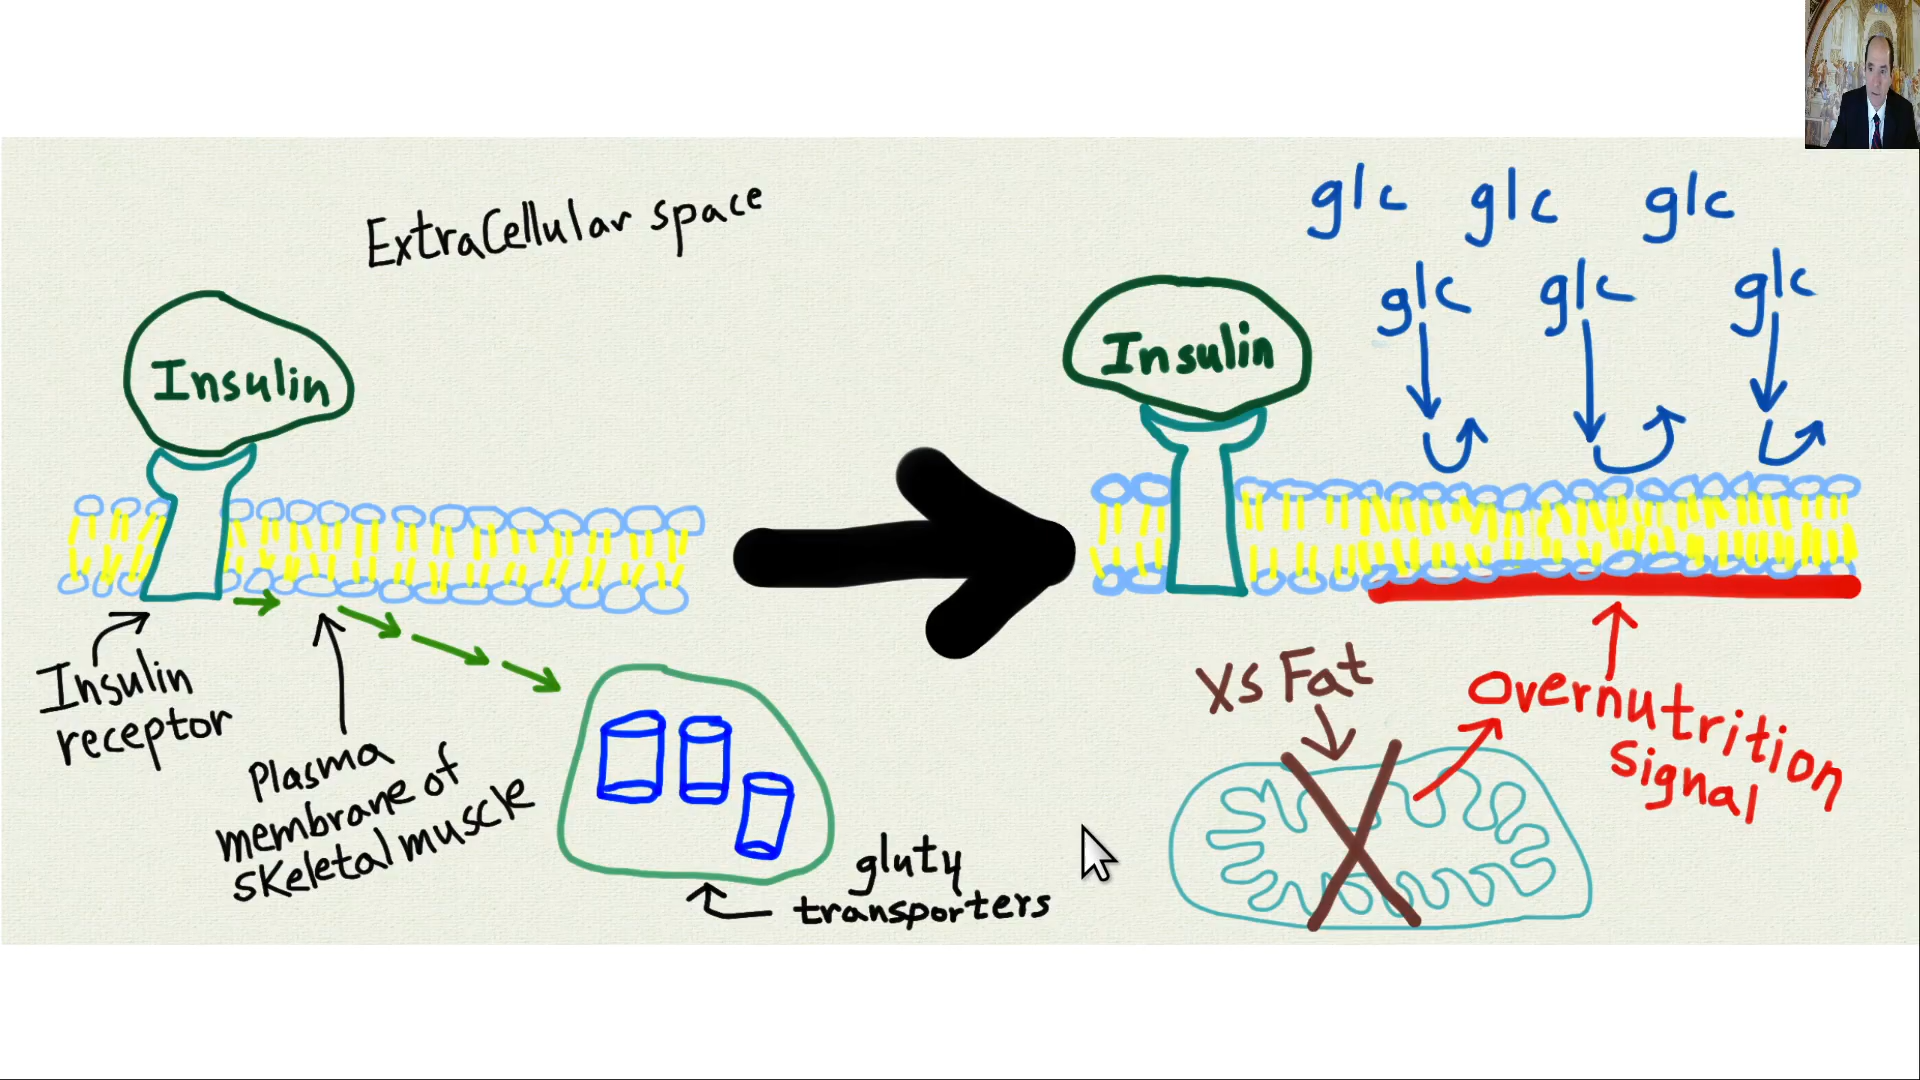 ExtraCellular space
Insulin
Insulin
receptor
Plasma
membrane of
skeletal muscle
gluty
transporters
glc glc glc
glc glc glc
Insulin
Xs Fat
Overnutrition
Signal